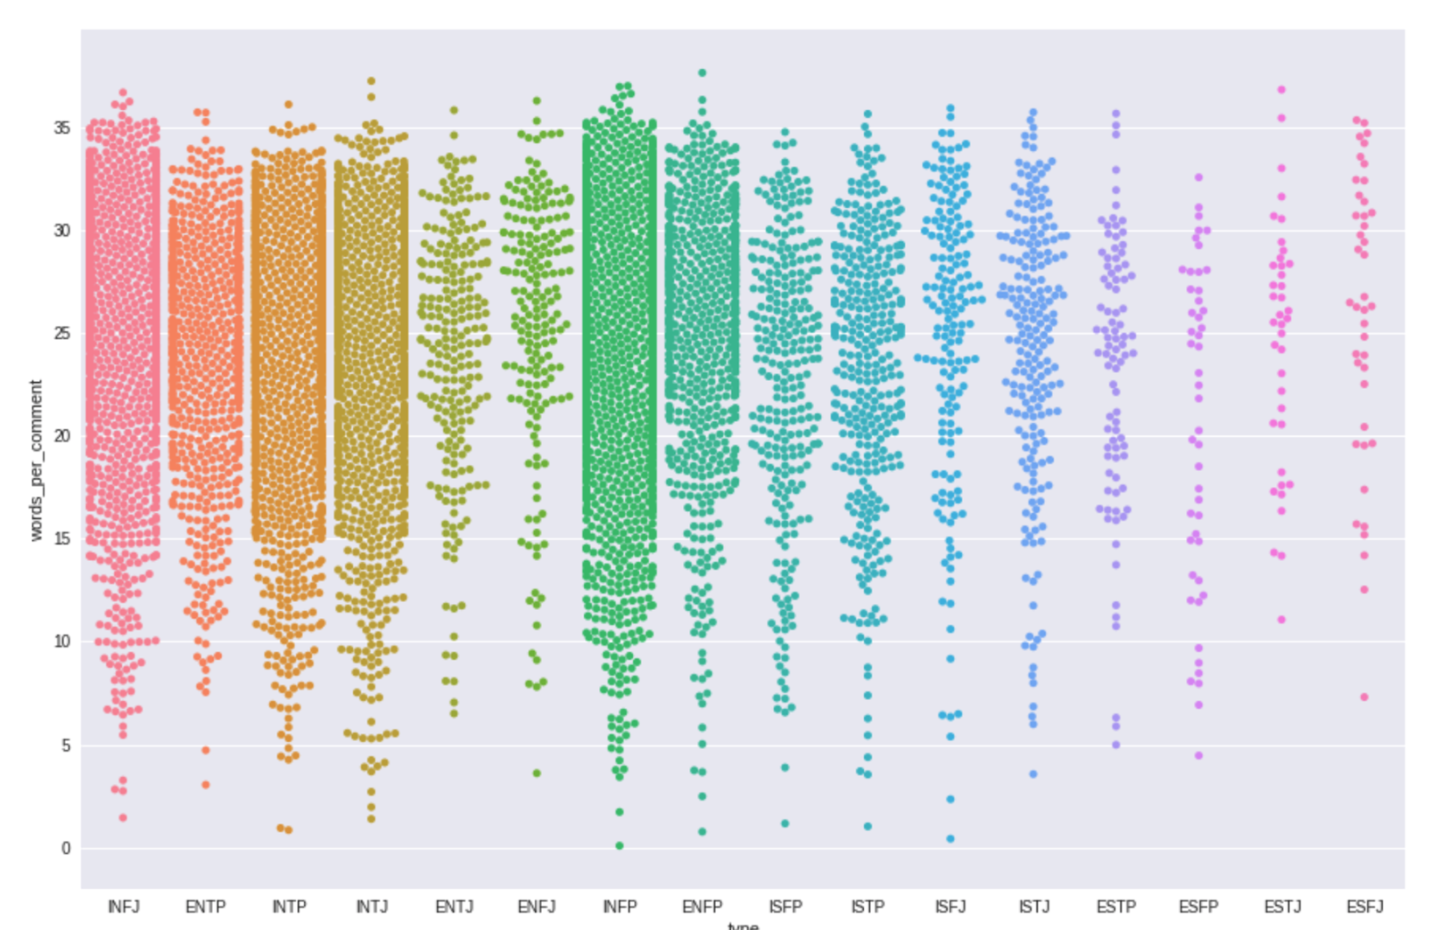 words_per_comment
35
30
25
20
15
10
5
0
INFJ ENTP INTP INTJ ENTJ ENFJ INFP ENFP ISFP ISTP ISFJ ISTJ ESTP ESFP ESTJ ESFJ
type